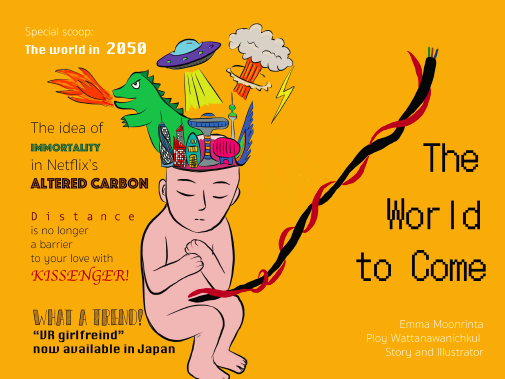 Special scoop:
The world in 2050
The idea of
IMMORTALITY
in Netflix's
ALTERED CARBON
Distance
is no longer
a barrier
to your love with
KISSENGER!
WHAT A TREND!
"VR girlfreind"
now available in Japan
The
World
to Come
Emma Moonrinta
Ploy Wattanawanichkul
Story and Illustrator